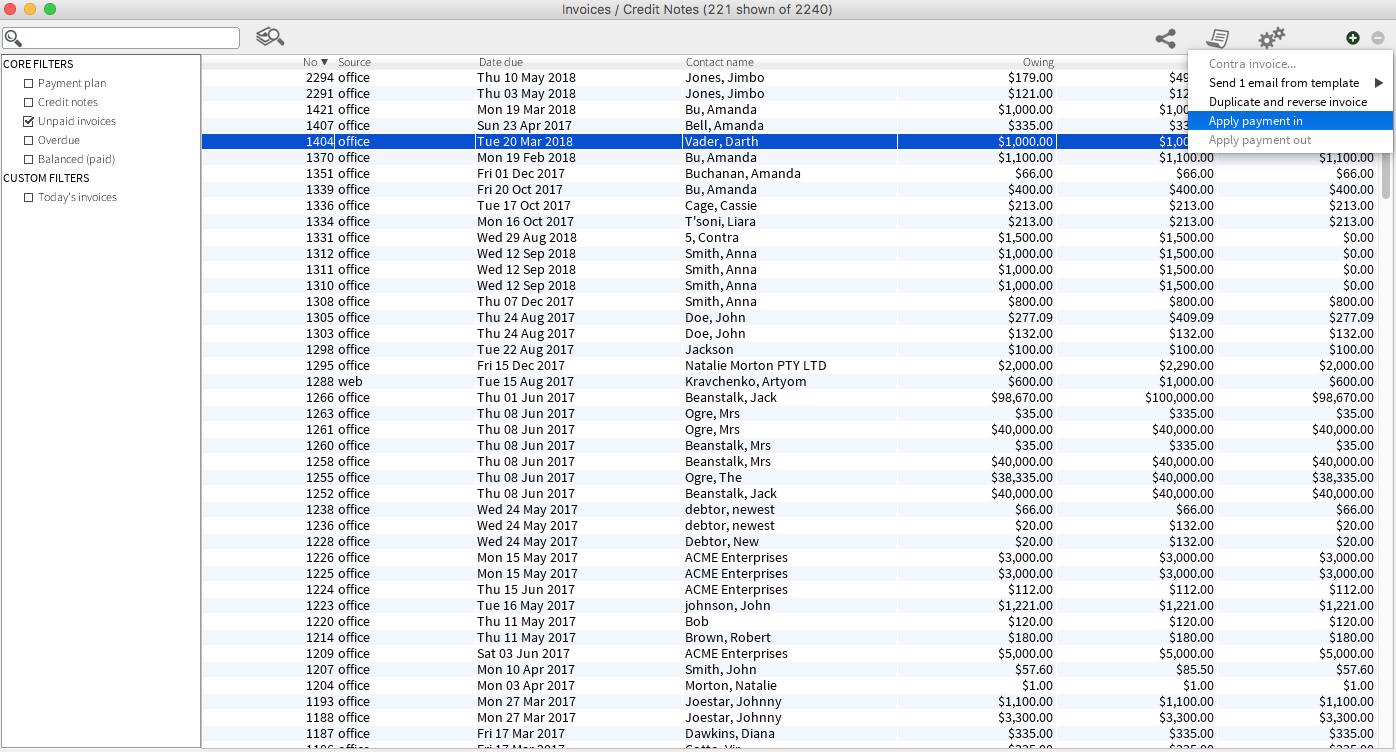 Invoices / Credit Notes (221 shown of 2240)
CORE FILTERS
Payment plan
Credit notes
Unpaid invoices
Overdue
Balanced (paid)
CUSTOM FILTERS
Today's invoices
No ▼ Source Date due Contact name Owing
Contra invoice...
Send 1 email from template ▶
Duplicate and reverse invoice
Apply payment in
Apply payment out
2294 office Thu 10 May 2018 Jones, Jimbo $179.00
2291 office Thu 03 May 2018 Jones, Jimbo $121.00
1421 office Mon 19 Mar 2018 Bu, Amanda $1,000.00
1407 office Sun 23 Apr 2017 Bell, Amanda $335.00
1404 office Tue 20 Mar 2018 Vader, Darth $1,000.00
1370 office Mon 19 Feb 2018 Bu, Amanda $1,100.00 $1,100.00 $1,100.00
1351 office Fri 01 Dec 2017 Buchanan, Amanda $66.00 $66.00 $66.00
1339 office Fri 20 Oct 2017 Bu, Amanda $400.00 $400.00 $400.00
1336 office Tue 17 Oct 2017 Cage, Cassie $213.00 $213.00 $213.00
1334 office Mon 16 Oct 2017 T'soni, Liara $213.00 $213.00 $213.00
1331 office Wed 29 Aug 2018 5, Contra $1,500.00 $1,500.00 $0.00
1312 office Wed 12 Sep 2018 Smith, Anna $1,000.00 $1,500.00 $0.00
1311 office Wed 12 Sep 2018 Smith, Anna $1,000.00 $1,500.00 $0.00
1310 office Wed 12 Sep 2018 Smith, Anna $1,000.00 $1,500.00 $0.00
1308 office Thu 07 Dec 2017 Smith, Anna $800.00 $800.00 $800.00
1305 office Thu 24 Aug 2017 Doe, John $277.09 $409.09 $277.09
1303 office Thu 24 Aug 2017 Doe, John $132.00 $132.00 $132.00
1298 office Tue 22 Aug 2017 Jackson $100.00 $100.00 $100.00
1295 office Fri 15 Dec 2017 Natalie Morton PTY LTD $2,000.00 $2,290.00 $2,000.00
1288 web Tue 15 Aug 2017 Kravchenko, Artyom $600.00 $1,000.00 $600.00
1266 office Thu 01 Jun 2017 Beanstalk, Jack $98,670.00 $100,000.00 $98,670.00
1263 office Thu 08 Jun 2017 Ogre, Mrs $35.00 $335.00 $35.00
1261 office Thu 08 Jun 2017 Ogre, Mrs $40,000.00 $40,000.00 $40,000.00
1260 office Thu 08 Jun 2017 Beanstalk, Mrs $35.00 $335.00 $35.00
1258 office Thu 08 Jun 2017 Beanstalk, Mrs $40,000.00 $40,000.00 $40,000.00
1255 office Thu 08 Jun 2017 Ogre, The $38,335.00 $40,000.00 $38,335.00
1252 office Thu 08 Jun 2017 Beanstalk, Jack $40,000.00 $40,000.00 $40,000.00
1238 office Wed 24 May 2017 debtor, newest $66.00 $66.00 $66.00
1236 office Wed 24 May 2017 debtor, newest $20.00 $132.00 $20.00
1228 office Wed 24 May 2017 Debtor, New $20.00 $132.00 $20.00
1226 office Mon 15 May 2017 ACME Enterprises $3,000.00 $3,000.00 $3,000.00
1225 office Mon 15 May 2017 ACME Enterprises $3,000.00 $3,000.00 $3,000.00
1224 office Thu 15 Jun 2017 ACME Enterprises $112.00 $112.00 $112.00
1223 office Tue 16 May 2017 johnson, John $1,221.00 $1,221.00 $1,221.00
1220 office Thu 11 May 2017 Bob $120.00 $120.00 $120.00
1214 office Thu 11 May 2017 Brown, Robert $180.00 $180.00 $180.00
1209 office Sat 03 Jun 2017 ACME Enterprises $5,000.00 $5,000.00 $5,000.00
1207 office Mon 10 Apr 2017 Smith, John $57.60 $85.50 $57.60
1204 office Mon 03 Apr 2017 Morton, Natalie $1.00 $1.00 $1.00
1193 office Mon 27 Mar 2017 Joestar, Johnny $1,100.00 $1,100.00 $1,100.00
1188 office Mon 27 Mar 2017 Joestar, Johnny $3,300.00 $3,300.00 $3,300.00
1187 office Fri 17 Mar 2017 Dawkins, Diana $335.00 $335.00 $335.00